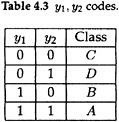 Table 4.3 y1, y2 codes.
y1 y2 Class
0 0 C
0 1 D
1 0 B
1 1 A